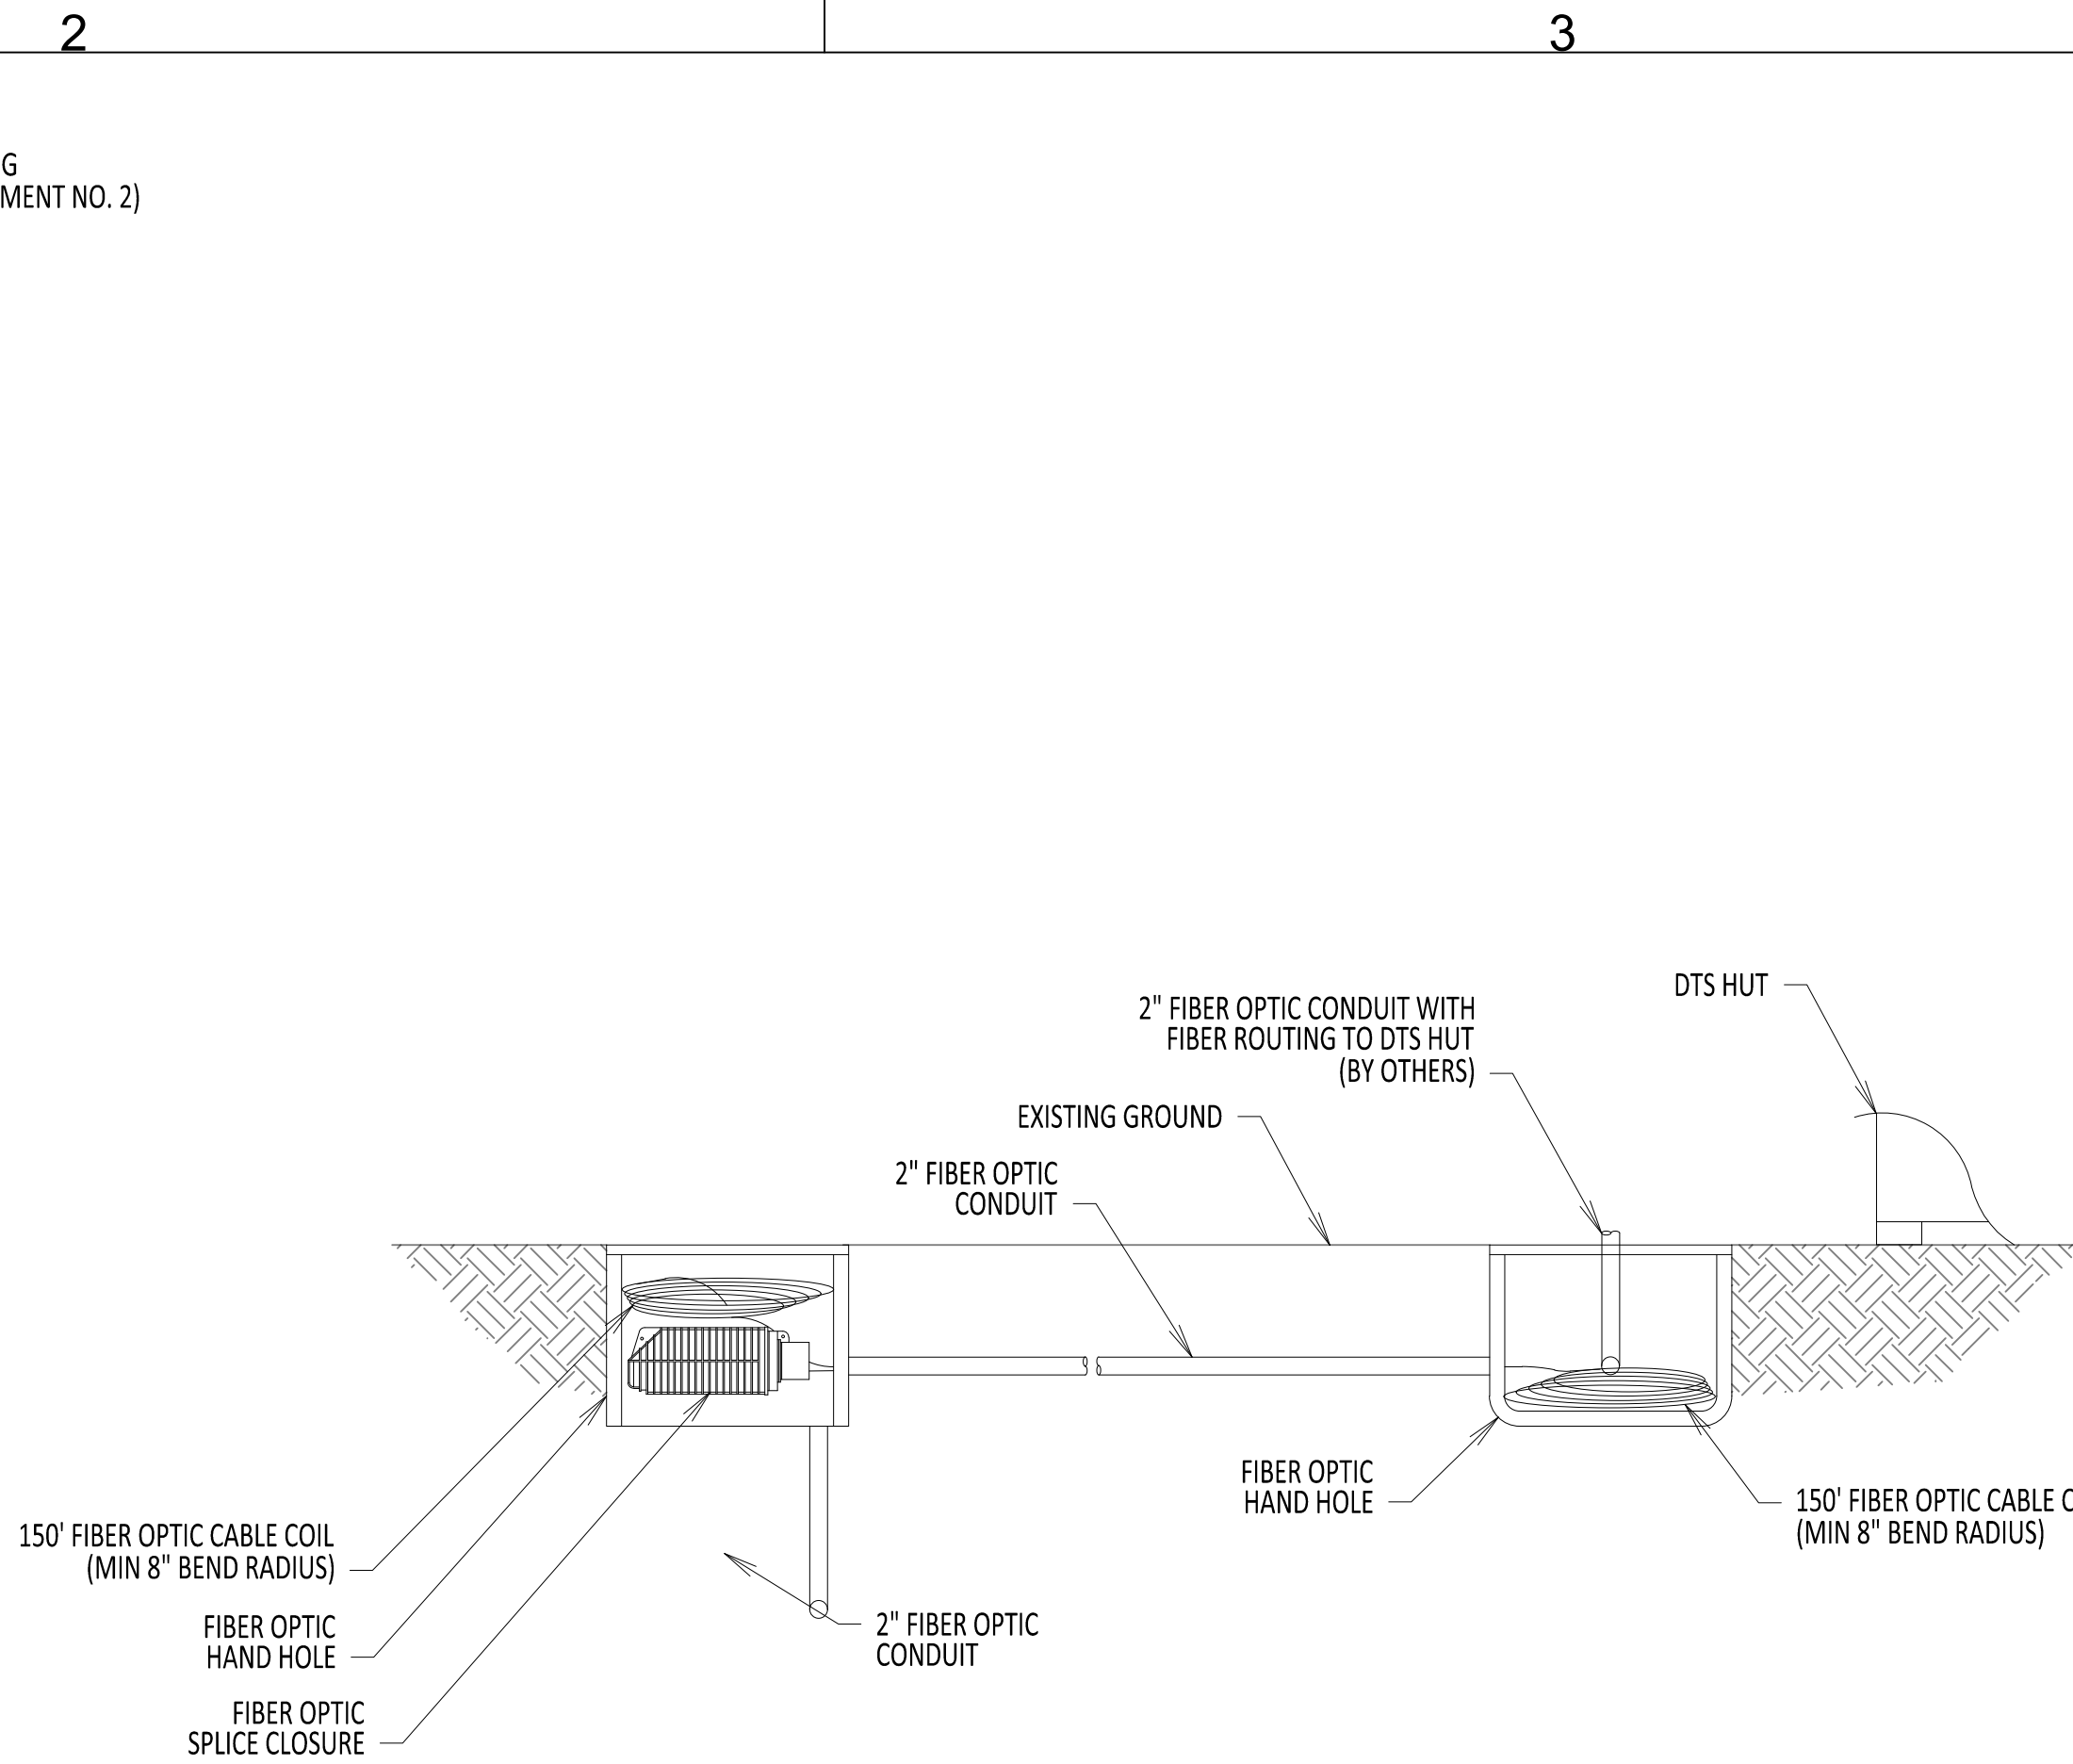 2
3
G
MENT NO. 2)
DTS HUT
2" FIBER OPTIC CONDUIT WITH
FIBER ROUTING TO DTS HUT
(BY OTHERS)
EXISTING GROUND
2" FIBER OPTIC
CONDUIT
FIBER OPTIC
HAND HOLE
150' FIBER OPTIC CABLE
(MIN 8" BEND RADIUS)
150' FIBER OPTIC CABLE COIL
(MIN 8" BEND RADIUS)
FIBER OPTIC
HAND HOLE
2" FIBER OPTIC
CONDUIT
FIBER OPTIC
SPLICE CLOSURE